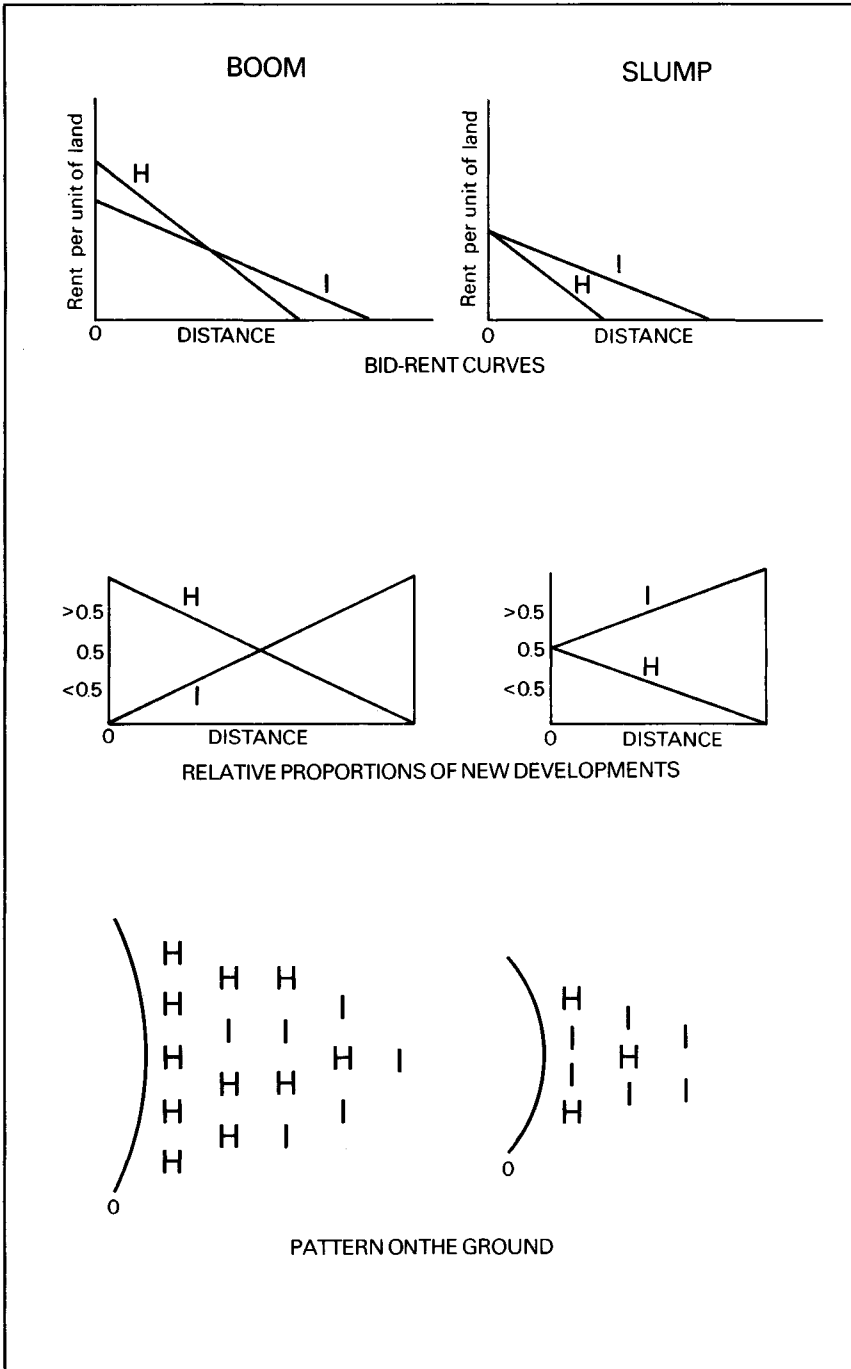 BOOM
SLUMP
Rent per unit of land
H
I
0
DISTANCE
Rent per unit of land
I
H
0
DISTANCE
BID-RENT CURVES
>0.5
0.5
<0.5
H
I
0
DISTANCE
>0.5
0.5
<0.5
I
H
0
DISTANCE
RELATIVE PROPORTIONS OF NEW DEVELOPMENTS
H
H H
H I
I I
H H I
H H
H I
H I
H
0
H
I I
I
H
I
I I
H
0
PATTERN ON THE GROUND